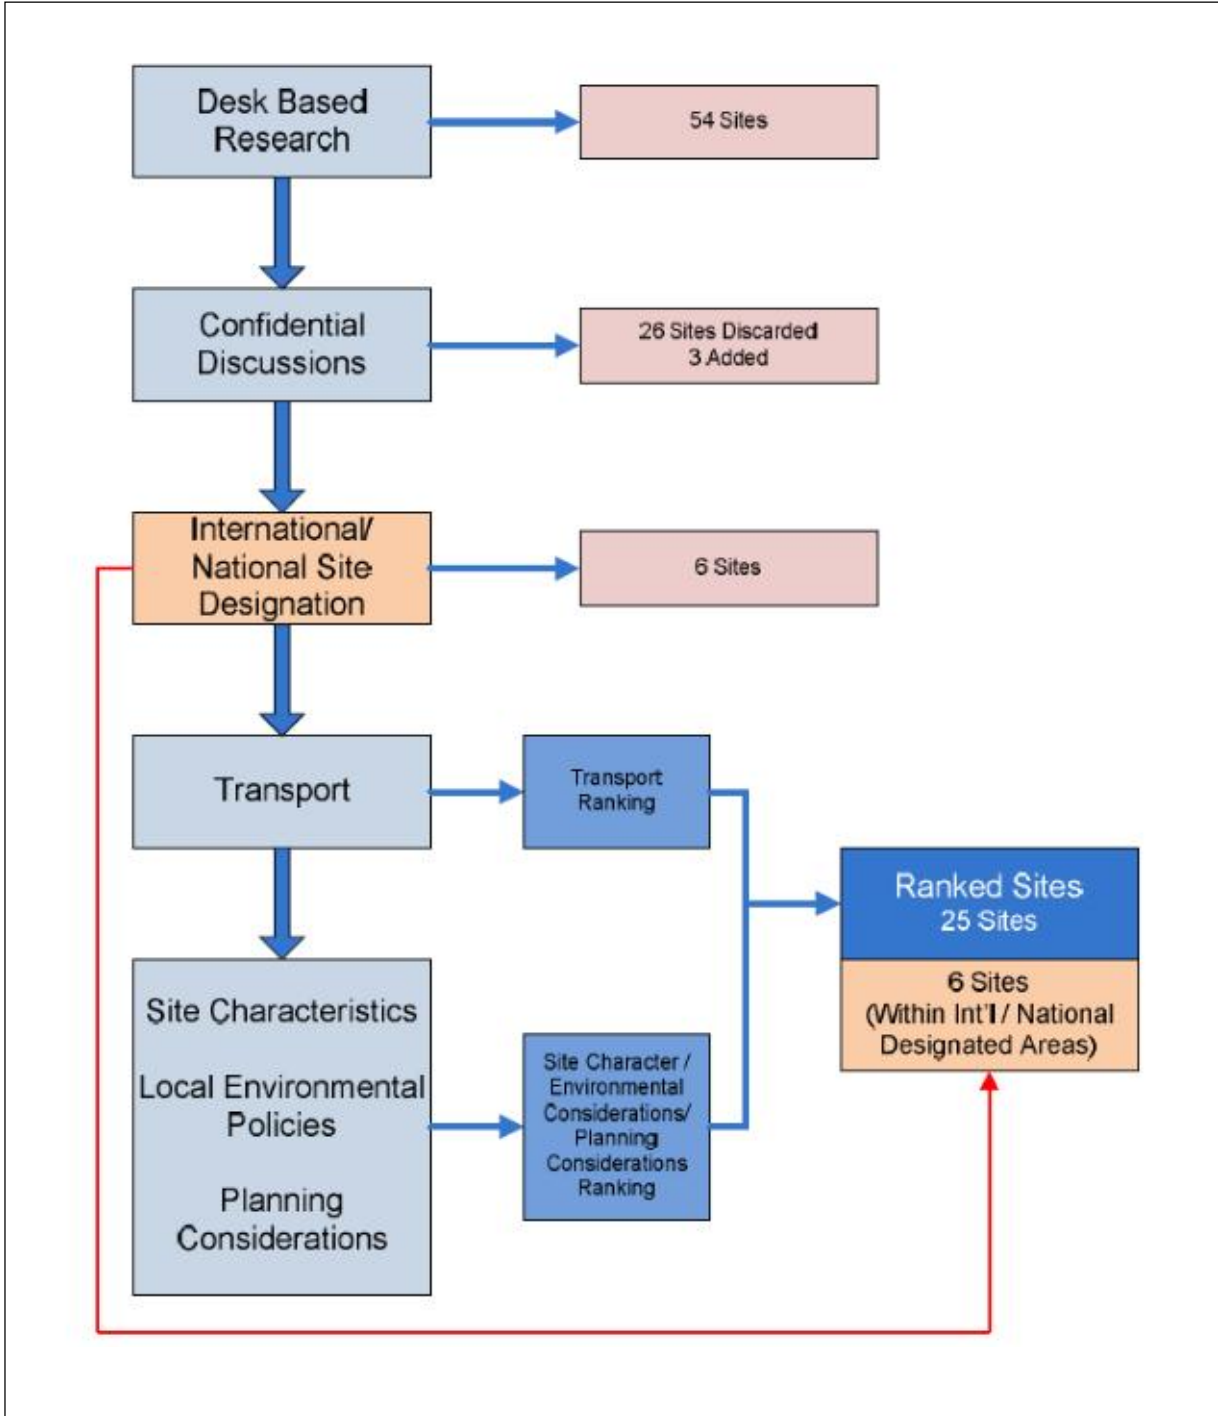 Desk Based
Research
54 Sites
Confidential
Discussions
26 Sites Discarded
3 Added
International/
National Site
Designation
6 Sites
Transport
Transport
Ranking
Ranked Sites
25 Sites
6 Sites
(Within Int'l / National
Designated Areas)
Site Characteristics
Local Environmental
Policies
Planning
Considerations
Site Character /
Environmental
Considerations/
Planning
Considerations
Ranking